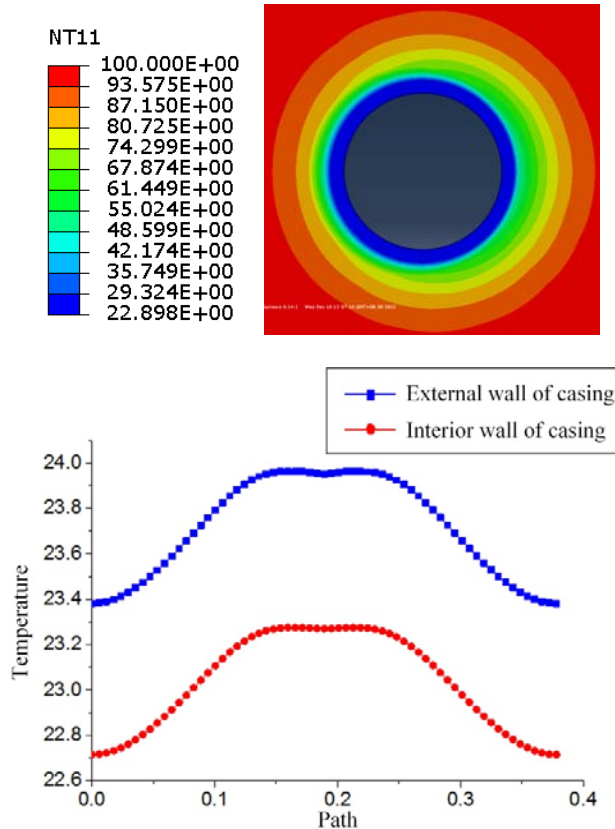 NT11
100.000E+00
93.575E+00
87.150E+00
80.725E+00
74.299E+00
67.874E+00
61.449E+00
55.024E+00
48.599E+00
42.174E+00
35.749E+00
29.324E+00
22.898E+00
External wall of casing
Interior wall of casing
24.0
23.8
23.6
23.4
23.2
23.0
22.8
22.6
Temperature
0.0 0.1 0.2 0.3 0.4
Path